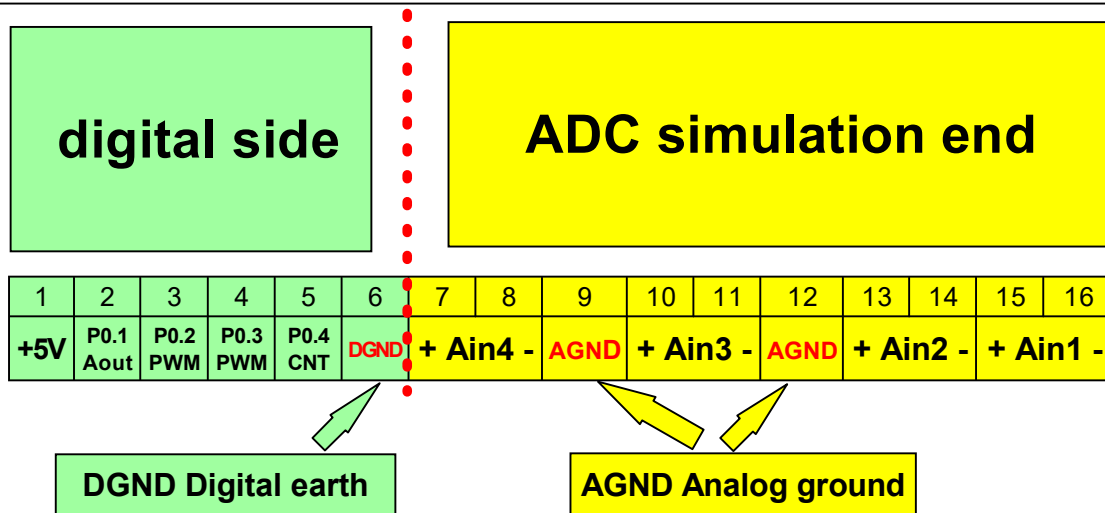 digital side
ADC simulation end
1 2 3 4 5 6 7 8 9 10 11 12 13 14 15 16
+5V P0.1 Aout P0.2 PWM P0.3 PWM P0.4 CNT DGND + Ain4 - AGND + Ain3 - AGND + Ain2 - + Ain1 -
DGND Digital earth
AGND Analog ground